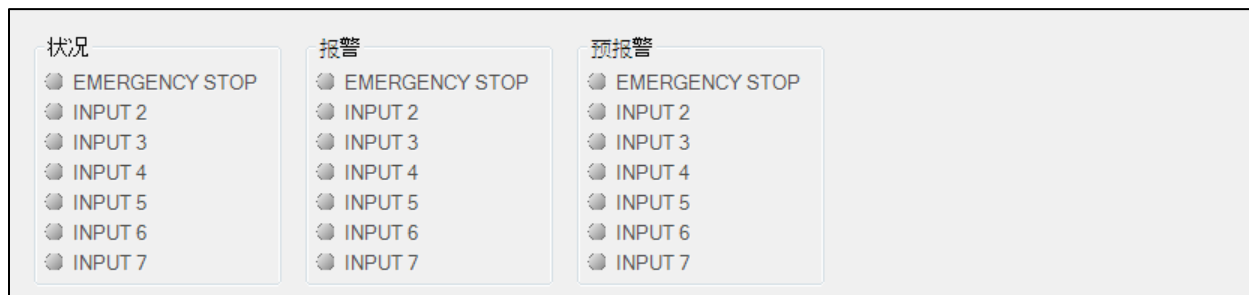 状况
EMERGENCY STOP
INPUT 2
INPUT 3
INPUT 4
INPUT 5
INPUT 6
INPUT 7
报警
EMERGENCY STOP
INPUT 2
INPUT 3
INPUT 4
INPUT 5
INPUT 6
INPUT 7
预报警
EMERGENCY STOP
INPUT 2
INPUT 3
INPUT 4
INPUT 5
INPUT 6
INPUT 7